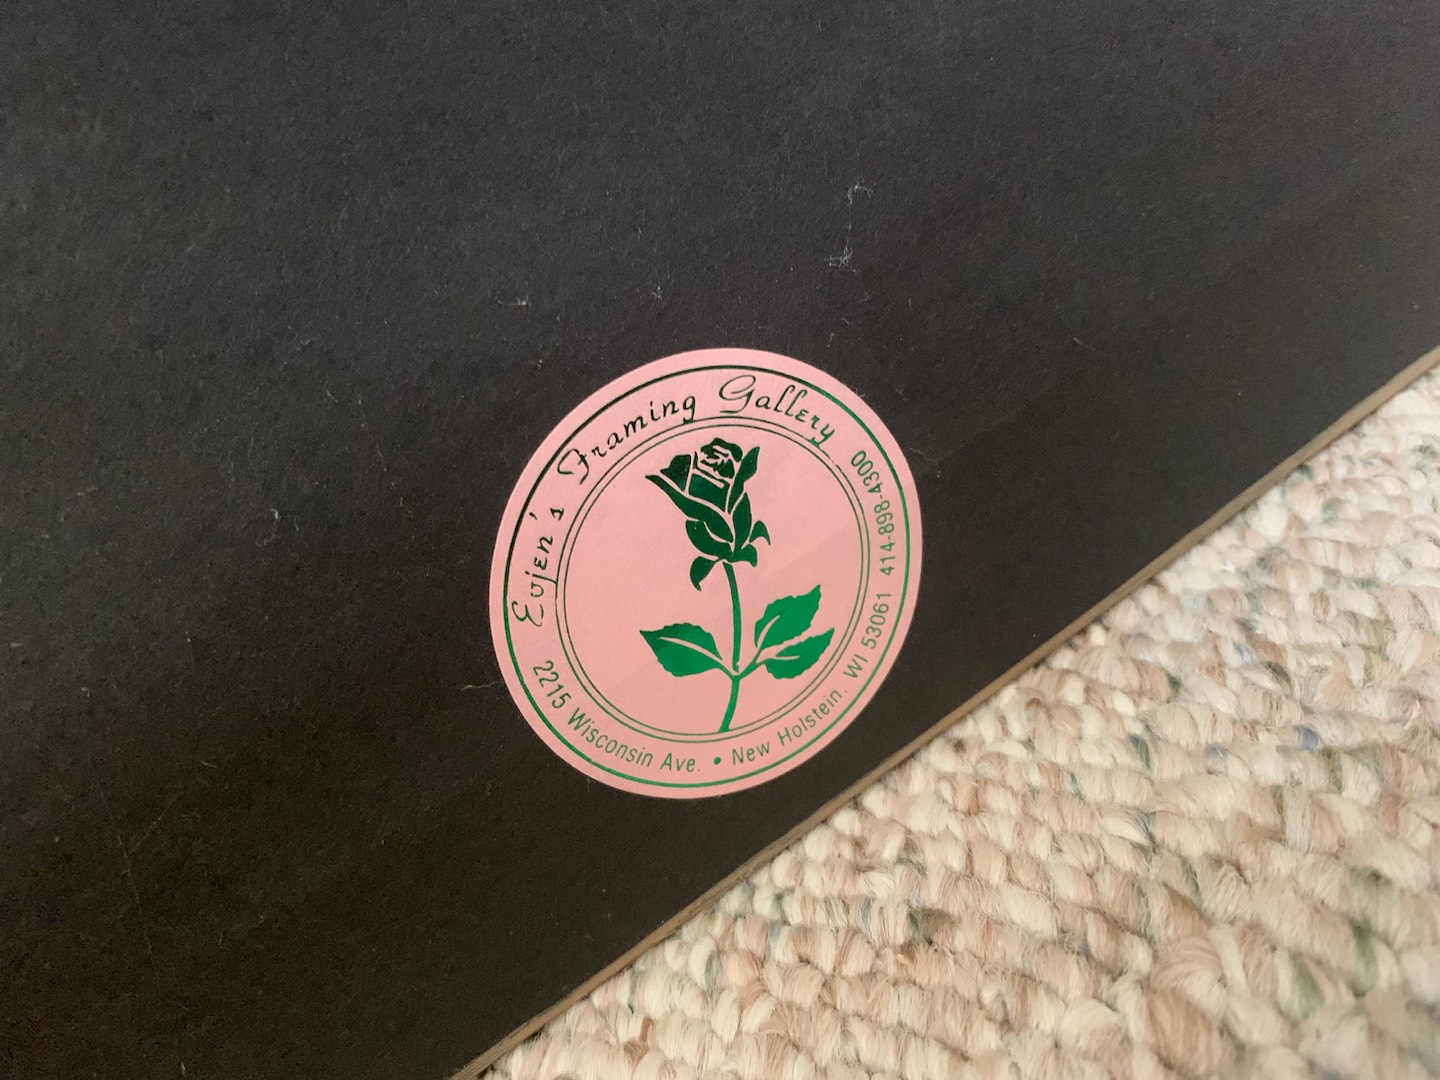 Evjen's Framing Gallery
2215 Wisconsin Ave. • New Holstein, WI 53061 414-898-4300